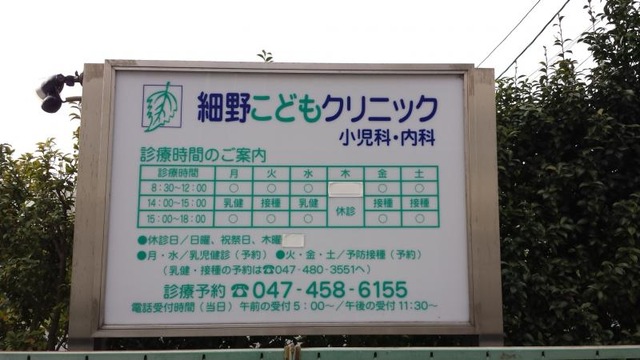 細野こどもクリニック
小児科・内科
診療時間のご案内
診療時間 月 火 水 木 金 土
8:30〜12:00 ○ ○ ○ ○ ○
14:00〜15:00 乳健 接種 乳健 休診 接種 接種
15:00〜18:00 ○ ○ ○ ○ ○
●休診日/日曜、祝祭日、木曜
●月・水/乳児健診(予約) ●火・金・土/予防接種(予約)
(乳健・接種の予約は☎047-480-3551へ)
診療予約 ☎047-458-6155
電話受付時間(当日) 午前の受付5:00〜/午後の受付11:30〜